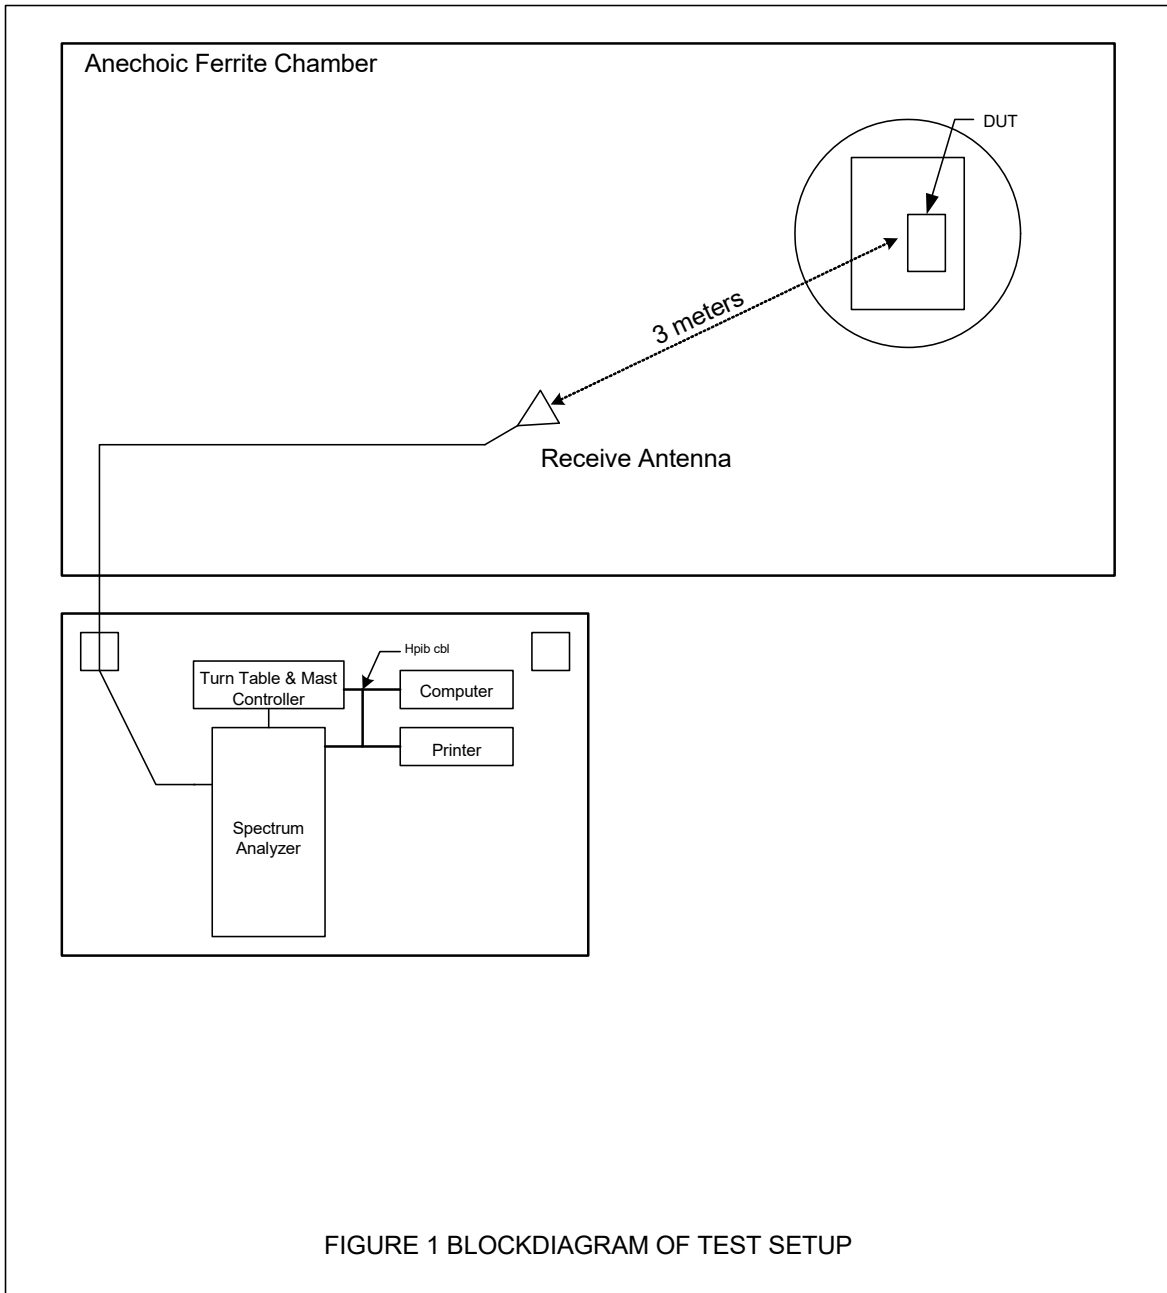 Anechoic Ferrite Chamber
DUT
3 meters
Receive Antenna
Hpib cbl
Turn Table & Mast
Controller
Computer
Printer
Spectrum
Analyzer
FIGURE 1 BLOCKDIAGRAM OF TEST SETUP